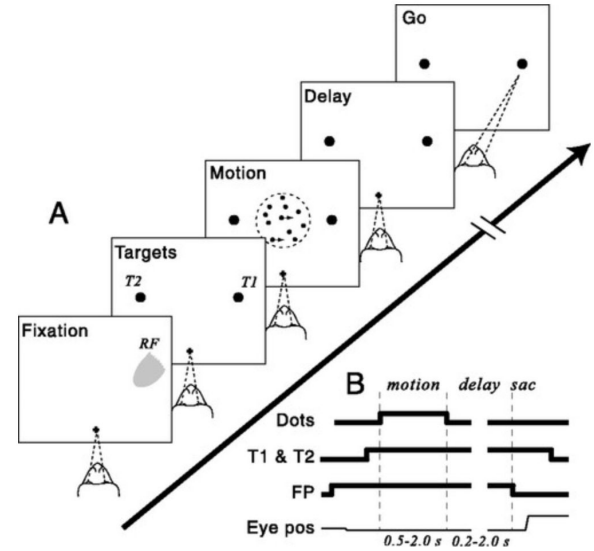 Go
Delay
Motion
A
Targets
T2 T1
Fixation
RF
B
motion delay sac
Dots
T1 & T2
FP
Eye pos
0.5-2.0 s 0.2-2.0 s